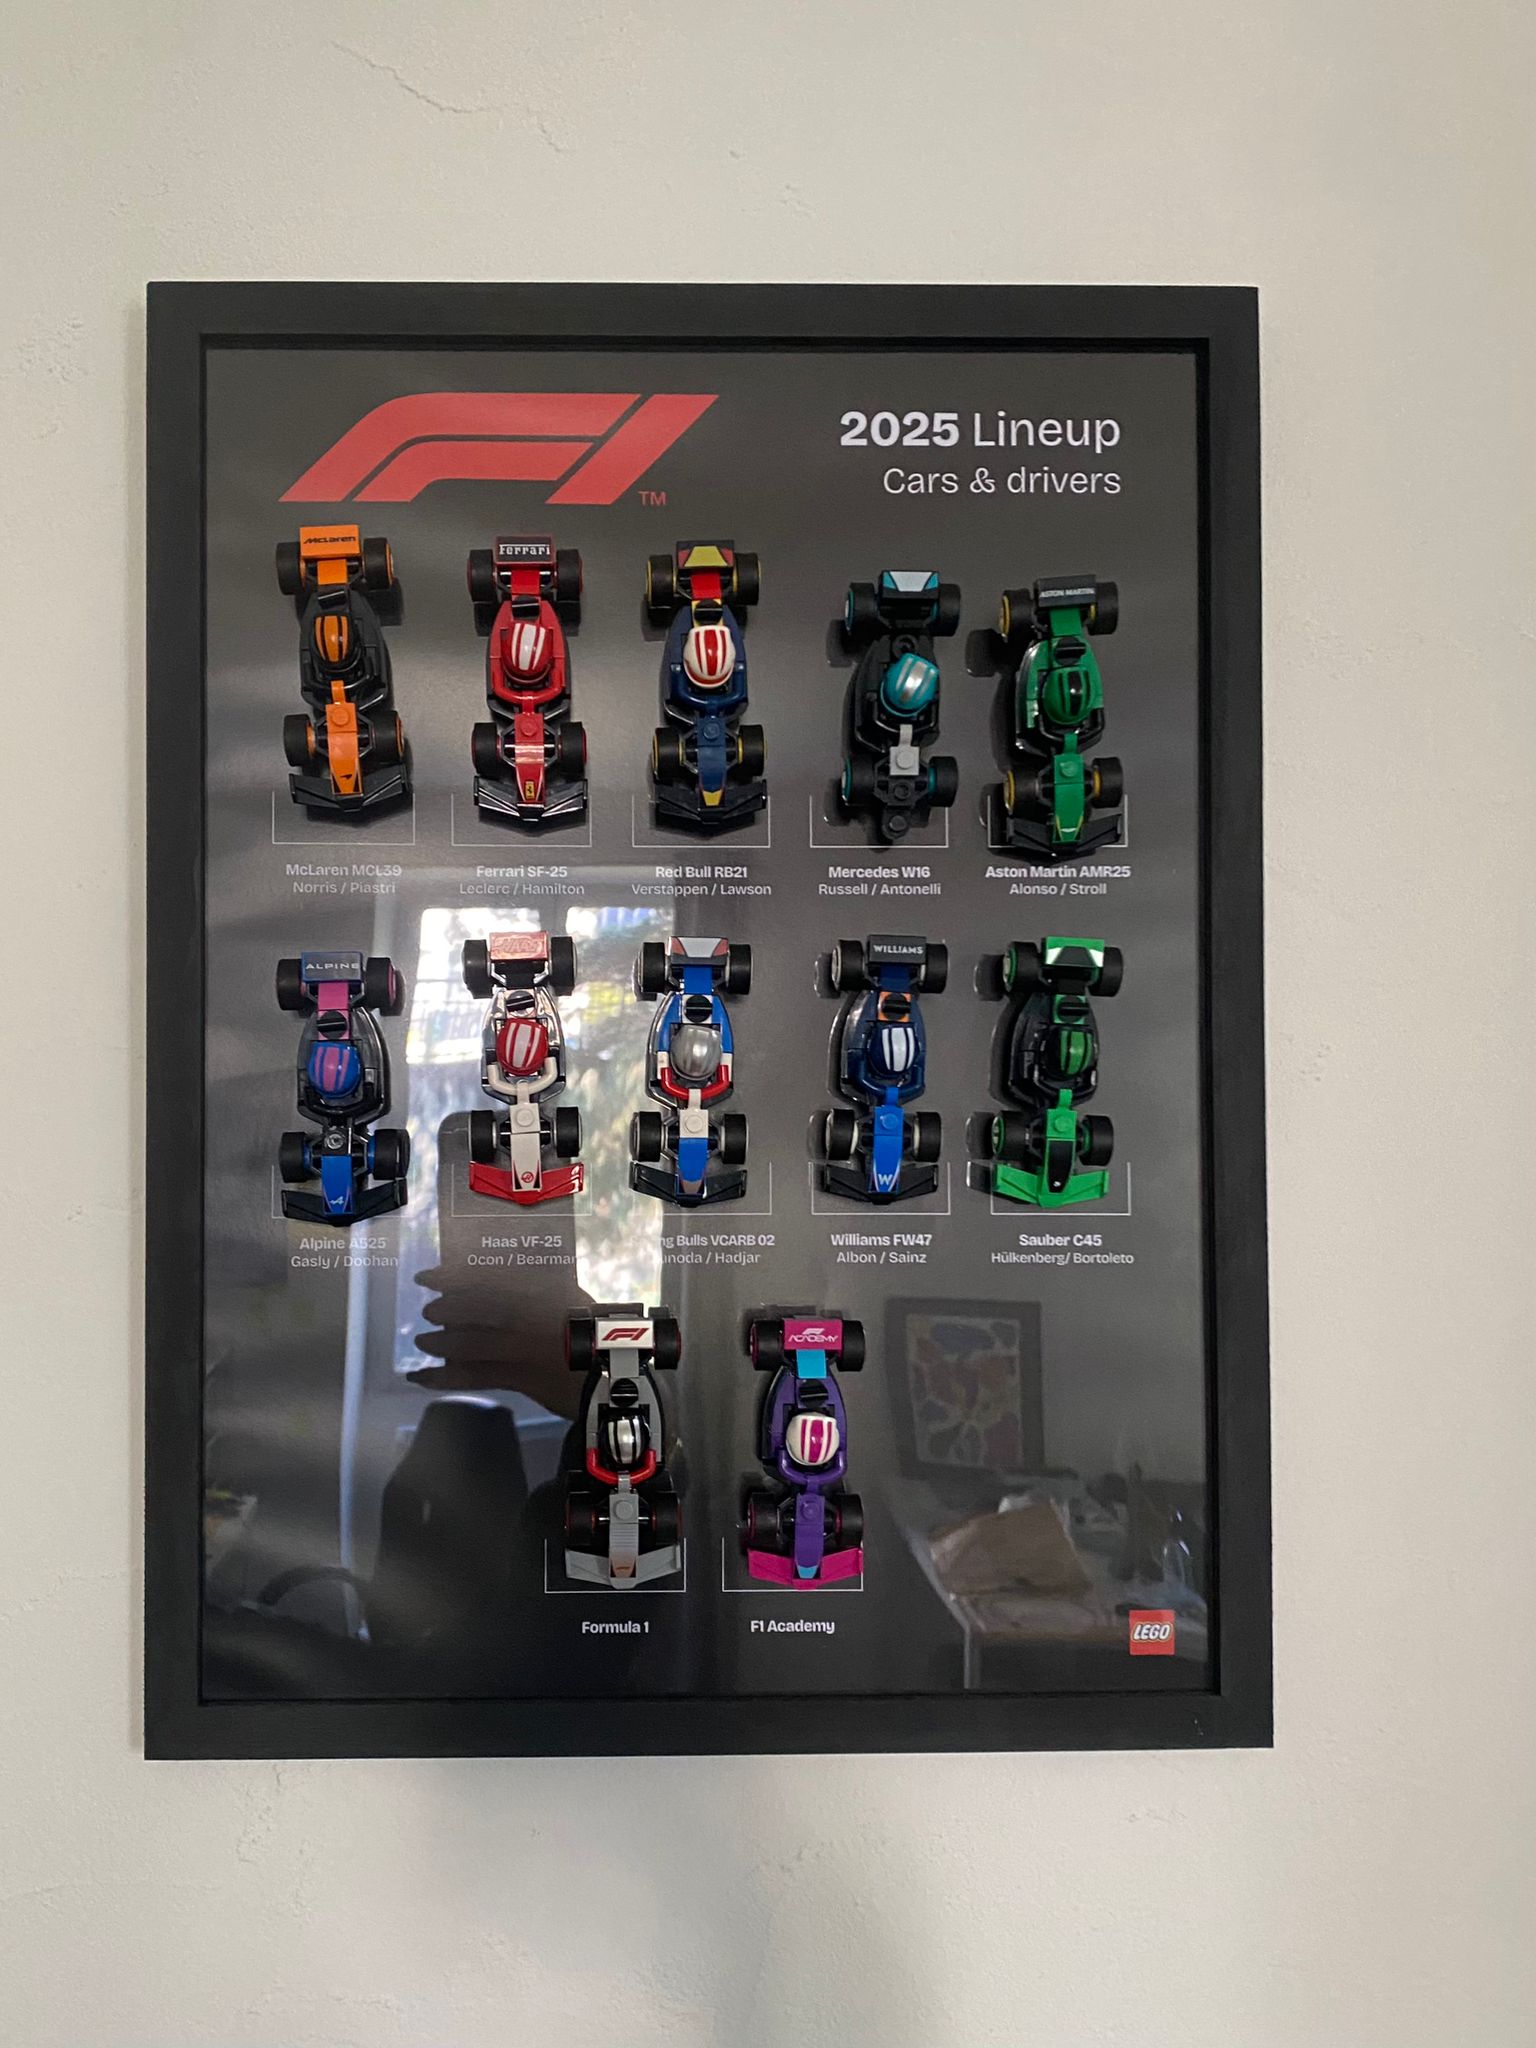 F1
TM
2025 Lineup
Cars & drivers
McLaren
Ferrari
ASTON MARTIN
McLaren MCL39
Norris / Piastri
Ferrari SF-25
Leclerc / Hamilton
Red Bull RB21
Verstappen / Lawson
Mercedes W16
Russell / Antonelli
Aston Martin AMR25
Alonso / Stroll
ALPINE
HAAS
WILLIAMS
W
Alpine A525
Gasly / Doohan
Haas VF-25
Ocon / Bearman
Bulls VCARB 02
/ Hadjar
Williams FW47
Albon / Sainz
Sauber C45
Hülkenberg/ Bortoleto
F1
ACADEMY
Formula 1
F1 Academy
LEGO